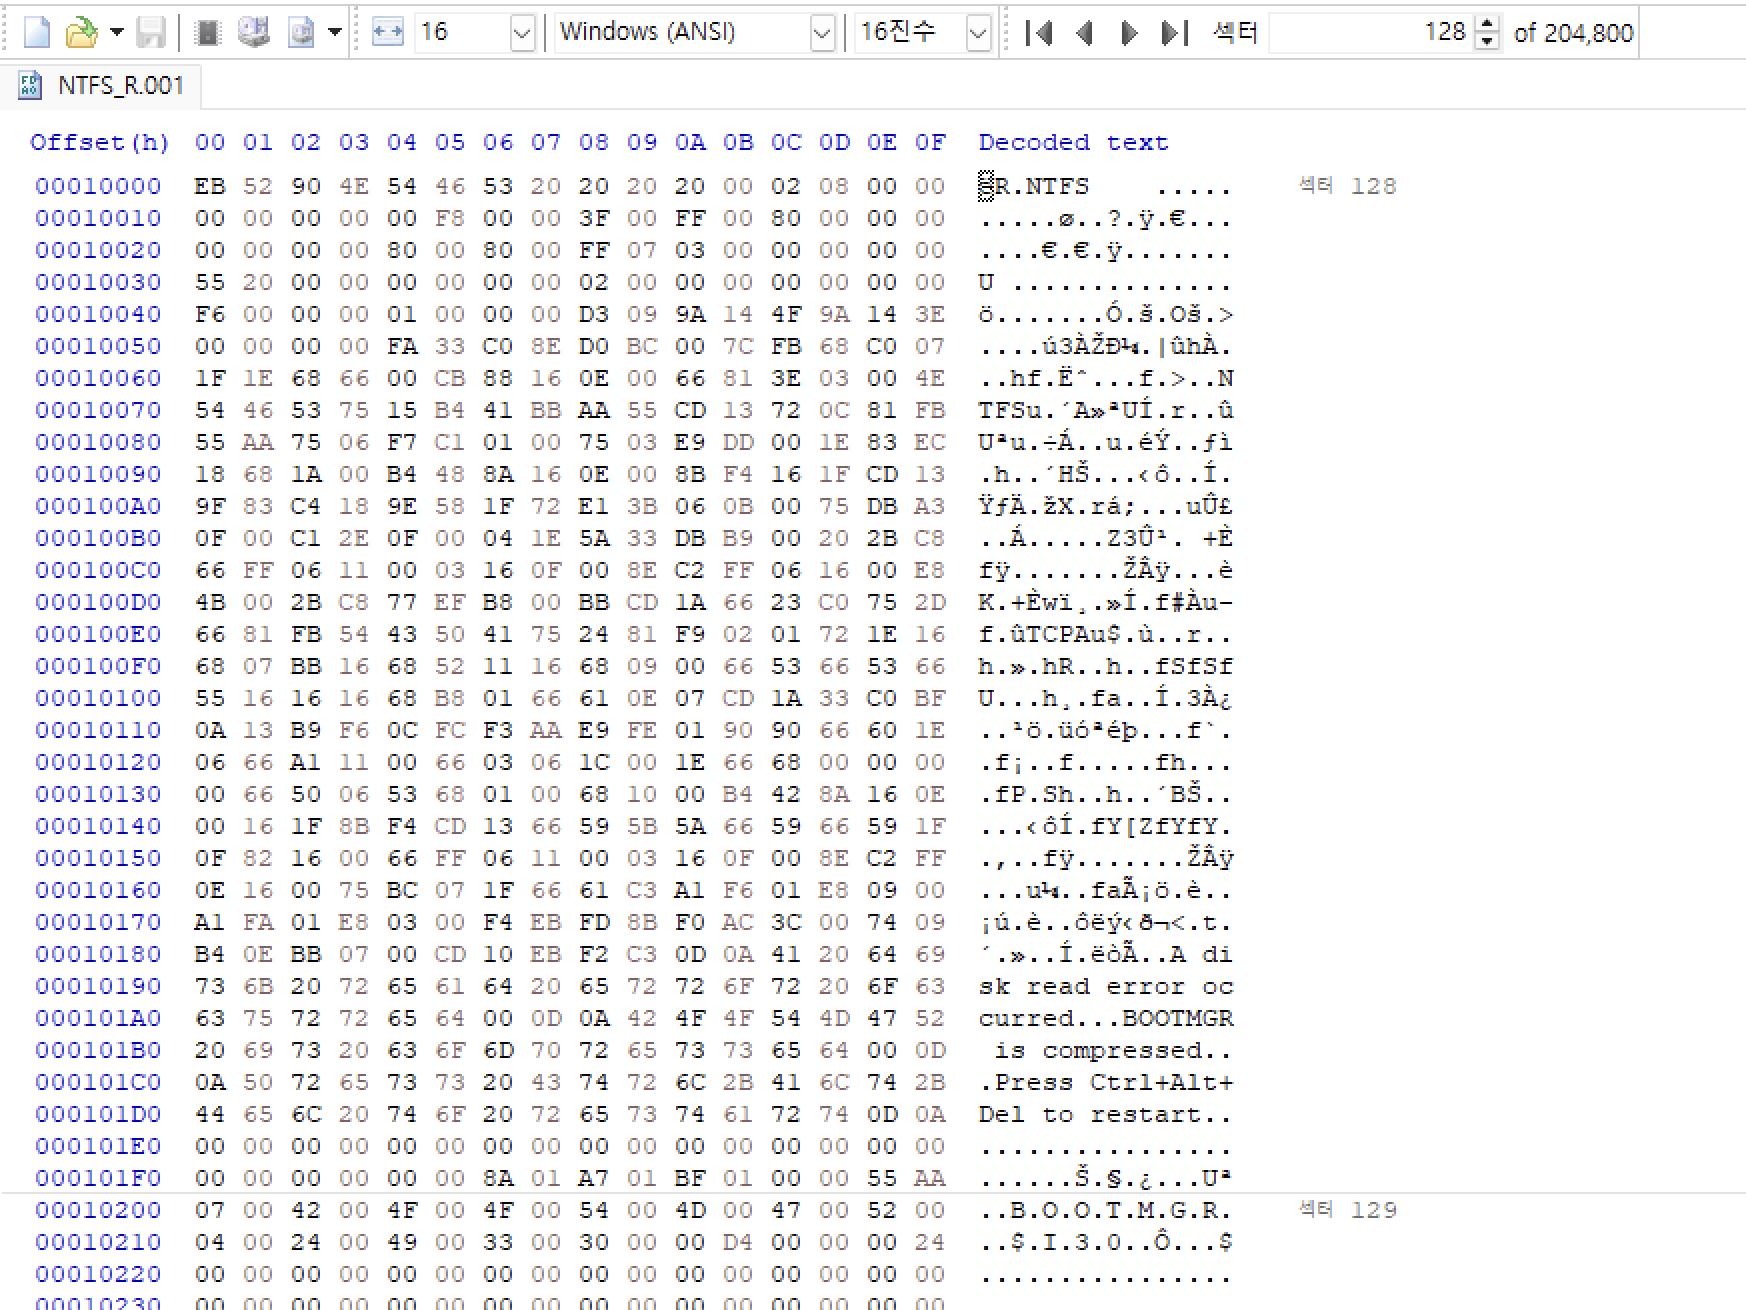 16 Windows (ANSI) 16진수 섹터 128 of 204,800
NTFS_R.001
Offset(h) 00 01 02 03 04 05 06 07 08 09 0A 0B 0C 0D 0E 0F Decoded text
00010000 EB 52 90 4E 54 46 53 20 20 20 20 00 02 08 00 00 R.NTFS    ..... 섹터 128
00010010 00 00 00 00 00 F8 00 00 3F 00 FF 00 80 00 00 00 .....ø..?.ÿ.€...
00010020 00 00 00 00 80 00 80 00 FF 07 03 00 00 00 00 00 ....€.€.ÿ.......
00010030 55 20 00 00 00 00 00 00 02 00 00 00 00 00 00 00 U ..............
00010040 F6 00 00 00 01 00 00 00 D3 09 9A 14 4F 9A 14 3E ö.......Ó.š.Oš.>
00010050 00 00 00 00 FA 33 C0 8E D0 BC 00 7C FB 68 C0 07 ....ú3ÀŽÐ¼.|ûhÀ.
00010060 1F 1E 68 66 00 CB 88 16 0E 00 66 81 3E 03 00 4E ..hf.Ëˆ...f.>..N
00010070 54 46 53 75 15 B4 41 BB AA 55 CD 13 72 0C 81 FB TFSu.´A»ªUÍ.r..û
00010080 55 AA 75 06 F7 C1 01 00 75 03 E9 DD 00 1E 83 EC Uªu.÷Á..u.éÝ..ƒì
00010090 18 68 1A 00 B4 48 8A 16 0E 00 8B F4 16 1F CD 13 .h..´HŠ...‹ô..Í.
000100A0 9F 83 C4 18 9E 58 1F 72 E1 3B 06 0B 00 75 DB A3 ŸƒÄ.žX.rá;...uÛ£
000100B0 0F 00 C1 2E 0F 00 04 1E 5A 33 DB B9 00 20 2B C8 ..Á.....Z3Û¹. +È
000100C0 66 FF 06 11 00 03 16 0F 00 8E C2 FF 06 16 00 E8 fÿ.......ŽÂÿ...è
000100D0 4B 00 2B C8 77 EF B8 00 BB CD 1A 66 23 C0 75 2D K.+Èwï¸.»Í.f#Àu-
000100E0 66 81 FB 54 43 50 41 75 24 81 F9 02 01 72 1E 16 f.ûTCPAu$.ù..r..
000100F0 68 07 BB 16 68 52 11 16 68 09 00 66 53 66 53 66 h.».hR..h..fSfSf
00010100 55 16 16 16 68 B8 01 66 61 0E 07 CD 1A 33 C0 BF U...h¸.fa..Í.3À¿
00010110 0A 13 B9 F6 0C FC F3 AA E9 FE 01 90 90 66 60 1E ..¹ö.üóªéþ...f`.
00010120 06 66 A1 11 00 66 03 06 1C 00 1E 66 68 00 00 00 .f¡..f.....fh...
00010130 00 66 50 06 53 68 01 00 68 10 00 B4 42 8A 16 0E .fP.Sh..h..´BŠ..
00010140 00 16 1F 8B F4 CD 13 66 59 5B 5A 66 59 66 59 1F ...‹ôÍ.fY[ZfYfY.
00010150 0F 82 16 00 66 FF 06 11 00 03 16 0F 00 8E C2 FF .‚..fÿ.......ŽÂÿ
00010160 0E 16 00 75 BC 07 1F 66 61 C3 A1 F6 01 E8 09 00 ...u¼..faÃ¡ö.è..
00010170 A1 FA 01 E8 03 00 F4 EB FD 8B F0 AC 3C 00 74 09 ¡ú.è..ôëý‹ð¬<.t.
00010180 B4 0E BB 07 00 CD 10 EB F2 C3 0D 0A 41 20 64 69 ´.»..Í.ëòÃ..A di
00010190 73 6B 20 72 65 61 64 20 65 72 72 6F 72 20 6F 63 sk read error oc
000101A0 63 75 72 72 65 64 00 0D 0A 42 4F 4F 54 4D 47 52 curred...BOOTMGR
000101B0 20 69 73 20 63 6F 6D 70 72 65 73 73 65 64 00 0D  is compressed..
000101C0 0A 50 72 65 73 73 20 43 74 72 6C 2B 41 6C 74 2B .Press Ctrl+Alt+
000101D0 44 65 6C 20 74 6F 20 72 65 73 74 61 72 74 0D 0A Del to restart..
000101E0 00 00 00 00 00 00 00 00 00 00 00 00 00 00 00 00 ................
000101F0 00 00 00 00 00 00 8A 01 A7 01 BF 01 00 00 55 AA ......Š.§.¿...Uª
00010200 07 00 42 00 4F 00 4F 00 54 00 4D 00 47 00 52 00 ..B.O.O.T.M.G.R. 섹터 129
00010210 04 00 24 00 49 00 33 00 30 00 00 D4 00 00 00 24 ..$.I.3.0..Ô...$
00010220 00 00 00 00 00 00 00 00 00 00 00 00 00 00 00 00 ................
00010230 00 00 00 00 00 00 00 00 00 00 00 00 00 00 00 00